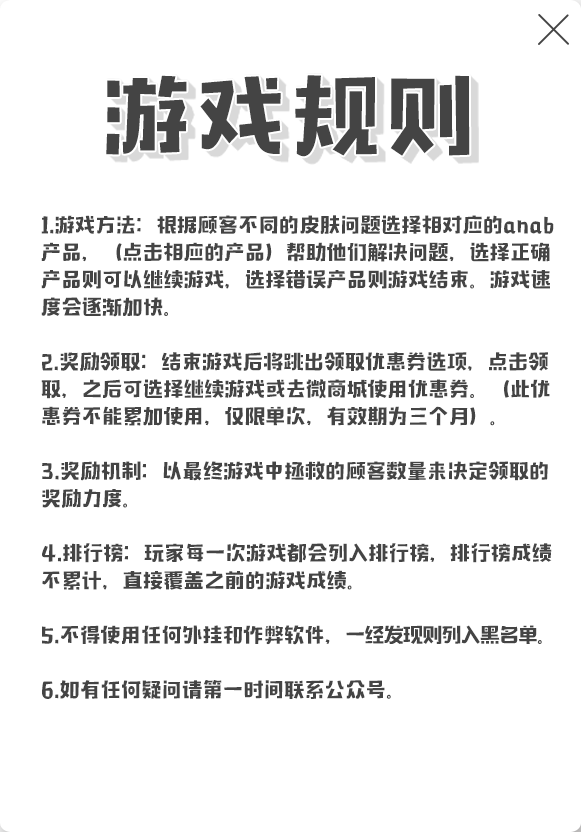 游戏规则
1.游戏方法：根据顾客不同的皮肤问题选择相对应的anab
产品，（点击相应的产品）帮助他们解决问题，选择正确
产品则可以继续游戏，选择错误产品则游戏结束。游戏速
度会逐渐加快。
2.奖励领取：结束游戏后将跳出领取优惠券选项，点击领
取，之后可选择继续游戏或去微商城使用优惠券。（此优
惠券不能累加使用，仅限单次，有效期为三个月）。
3.奖励机制：以最终游戏中拯救的顾客数量来决定领取的
奖励力度。
4.排行榜：玩家每一次游戏都会列入排行榜，排行榜成绩
不累计，直接覆盖之前的游戏成绩。
5.不得使用任何外挂和作弊软件，一经发现则列入黑名单。
6.如有任何疑问请第一时间联系公众号。